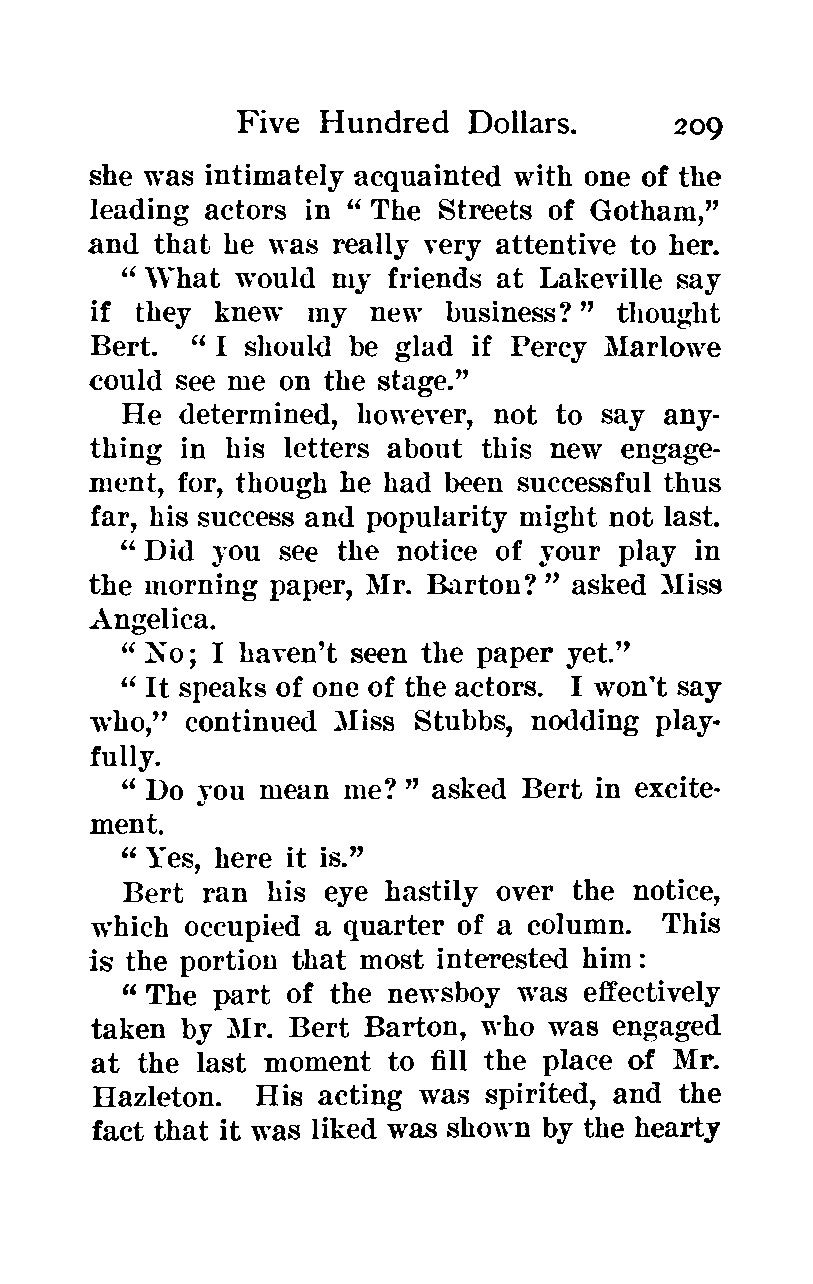 Five Hundred Dollars. 209
she was intimately acquainted with one of the
leading actors in “ The Streets of Gotham,”
and that he was really very attentive to her.
“ What would my friends at Lakeville say
if they knew my new business? ” thought
Bert. “ I should be glad if Percy Marlowe
could see me on the stage.”
He determined, however, not to say any-
thing in his letters about this new engage-
ment, for, though he had been successful thus
far, his success and popularity might not last.
“ Did you see the notice of your play in
the morning paper, Mr. Barton? ” asked Miss
Angelica.
“ No; I haven’t seen the paper yet.”
“ It speaks of one of the actors. I won’t say
who,” continued Miss Stubbs, nodding play-
fully.
“ Do you mean me? ” asked Bert in excite-
ment.
“ Yes, here it is.”
Bert ran his eye hastily over the notice,
which occupied a quarter of a column. This
is the portion that most interested him :
“ The part of the newsboy was effectively
taken by Mr. Bert Barton, who was engaged
at the last moment to fill the place of Mr.
Hazleton. His acting was spirited, and the
fact that it was liked was shown by the hearty